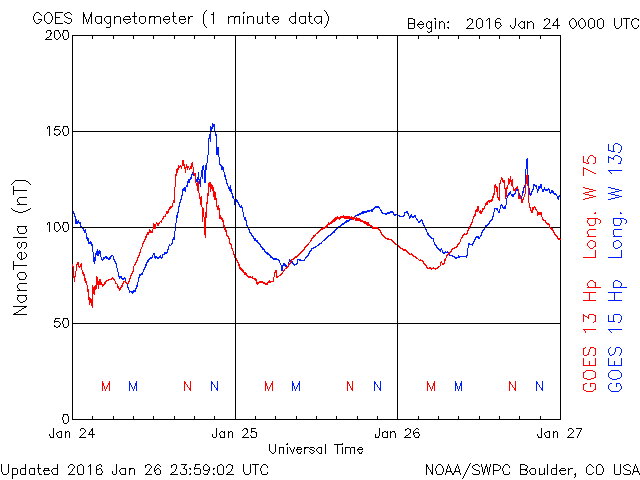 GOES Magnetometer (1 minute data)
Begin: 2016 Jan 24 0000 UTC
200
150
100
50
0
NanoTesla (nT)
M M N N M M N N M M N N
Jan 24 Jan 25 Jan 26 Jan 27
Universal Time
GOES 13 Hp Long. W 75
GOES 15 Hp Long. W 135
Updated 2016 Jan 26 23:59:02 UTC
NOAA/SWPC Boulder, CO USA